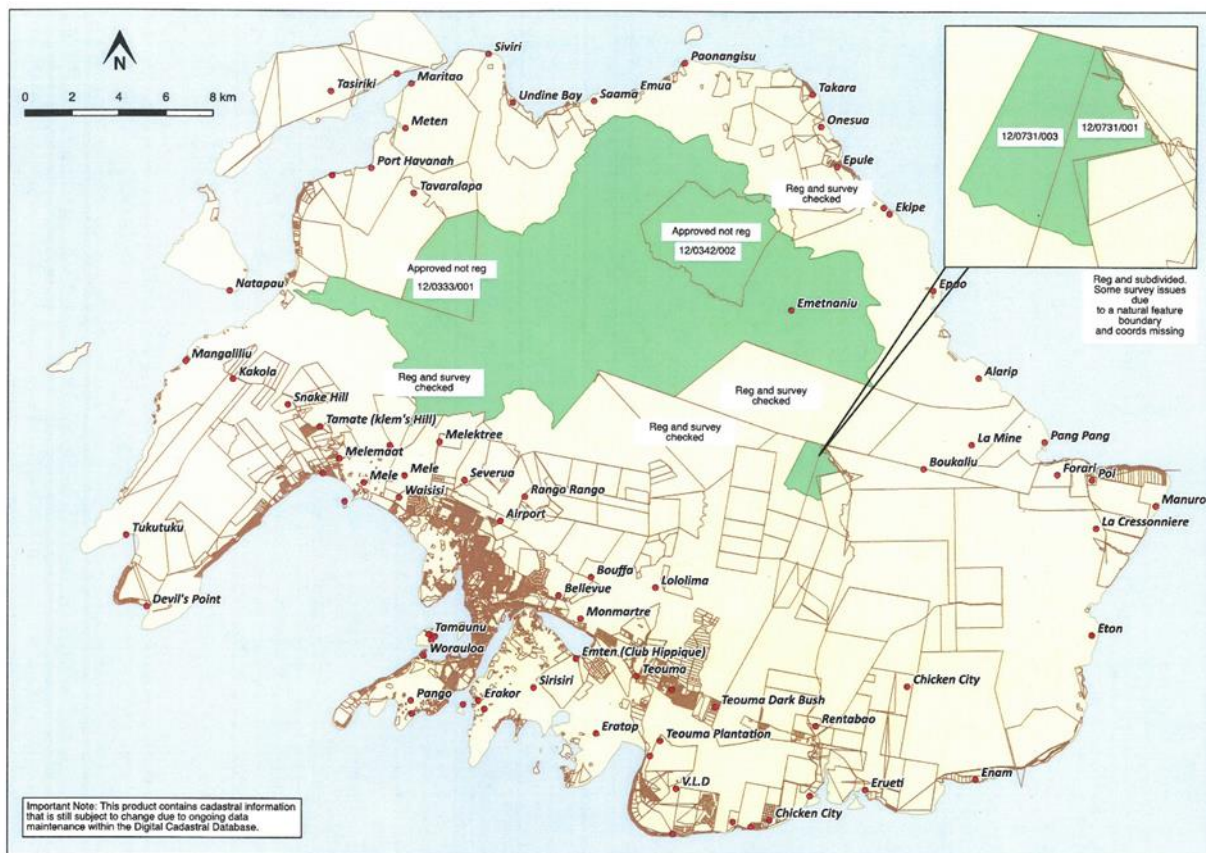 N
0 2 4 6 8 km
Siviri
Paonangisu
Tasiriki
Maritao
Undine Bay
Saama
Emua
Takara
Meten
Onesua
Port Havanah
Epule
Tavaralapa
Reg and survey
checked
Ekipe
Approved not reg
12/0342/002
Approved not reg
12/0333/001
12/0731/003
12/0731/001
Reg and subdivided.
Some survey issues
due
to a natural feature
boundary
and coords missing
Natapau
Epao
Emetnaniu
Mangaliliu
Kakola
Reg and survey
checked
Reg and survey
checked
Alarip
Snake Hill
Tamate (klem's Hill)
Reg and survey
checked
Melektree
La Mine
Pang Pang
Melemaat
Boukaliu
Mele
Mele
Severua
Forari
Poi
Waisisi
Rango Rango
Manuro
Airport
La Cressonniere
Tukutuku
Bouffa
Lololima
Bellevue
Devil's Point
Monmartre
Tamaunu
Eton
Worauloa
Emten (Club Hippique)
Teouma
Sirisiri
Chicken City
Pango
Erakor
Teouma Dark Bush
Rentabao
Eratap
Teouma Plantation
V.L.D
Enam
Erueti
Chicken City
Important Note: This product contains cadastral information
that is still subject to change due to ongoing data
maintenance within the Digital Cadastral Database.